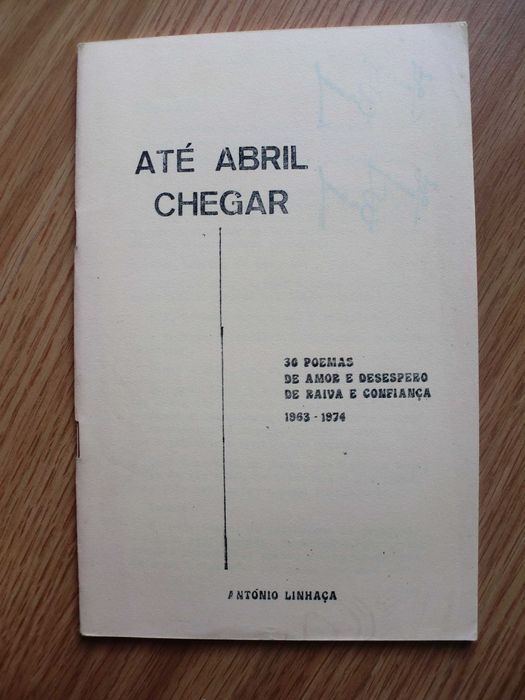 ATÉ ABRIL
CHEGAR
30 POEMAS
DE AMOR E DESESPERO
DE RAIVA E CONFIANÇA
1963 - 1974
ANTÓNIO LINHAÇA